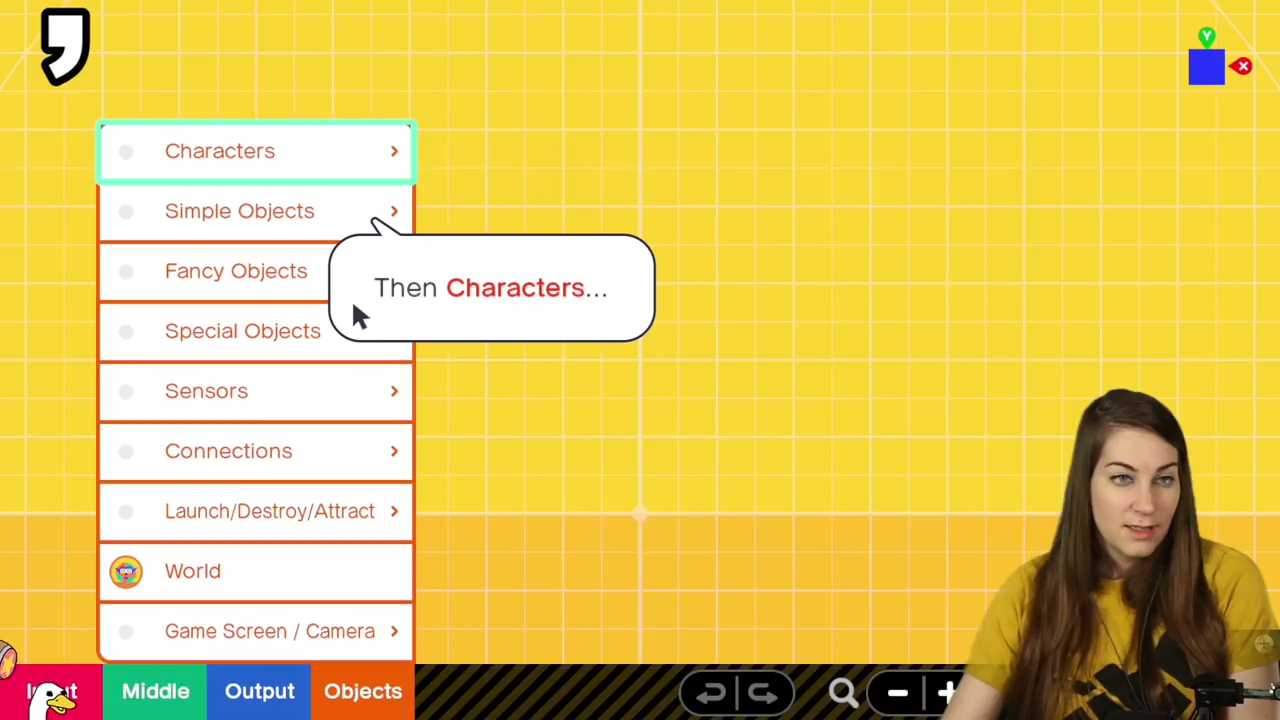 Y
Characters
Simple Objects
Fancy Objects
Then Characters...
Special Objects
Sensors
Connections
Launch/Destroy/Attract
World
Game Screen / Camera
Middle
Output
Objects